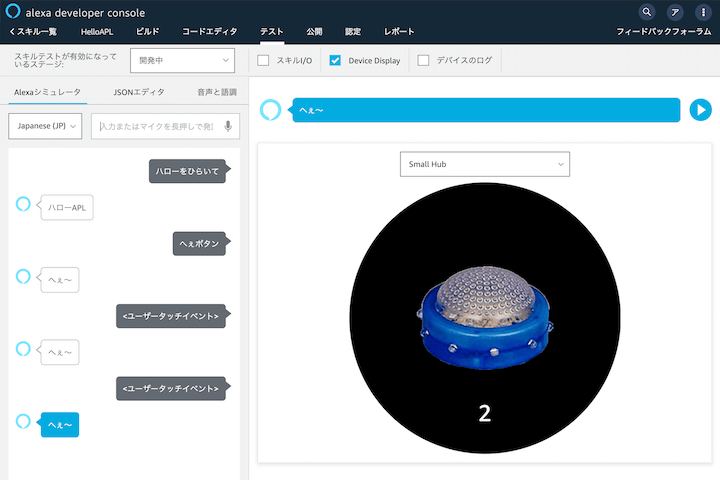 alexa developer console
スキル一覧 HelloAPL ビルド コードエディタ テスト 公開 認定 レポート フィードバックフォーラム
スキルテストが有効になって
いるステージ:
開発中
スキルI/O Device Display デバイスのログ
Alexaシミュレータ JSONエディタ 音声と語調
Japanese (JP)
入力またはマイクを長押しで発
ハローをひらいて
ハローAPL
へぇボタン
へぇ〜
<ユーザータッチイベント>
へぇ〜
<ユーザータッチイベント>
へぇ〜
へぇ〜
Small Hub
2